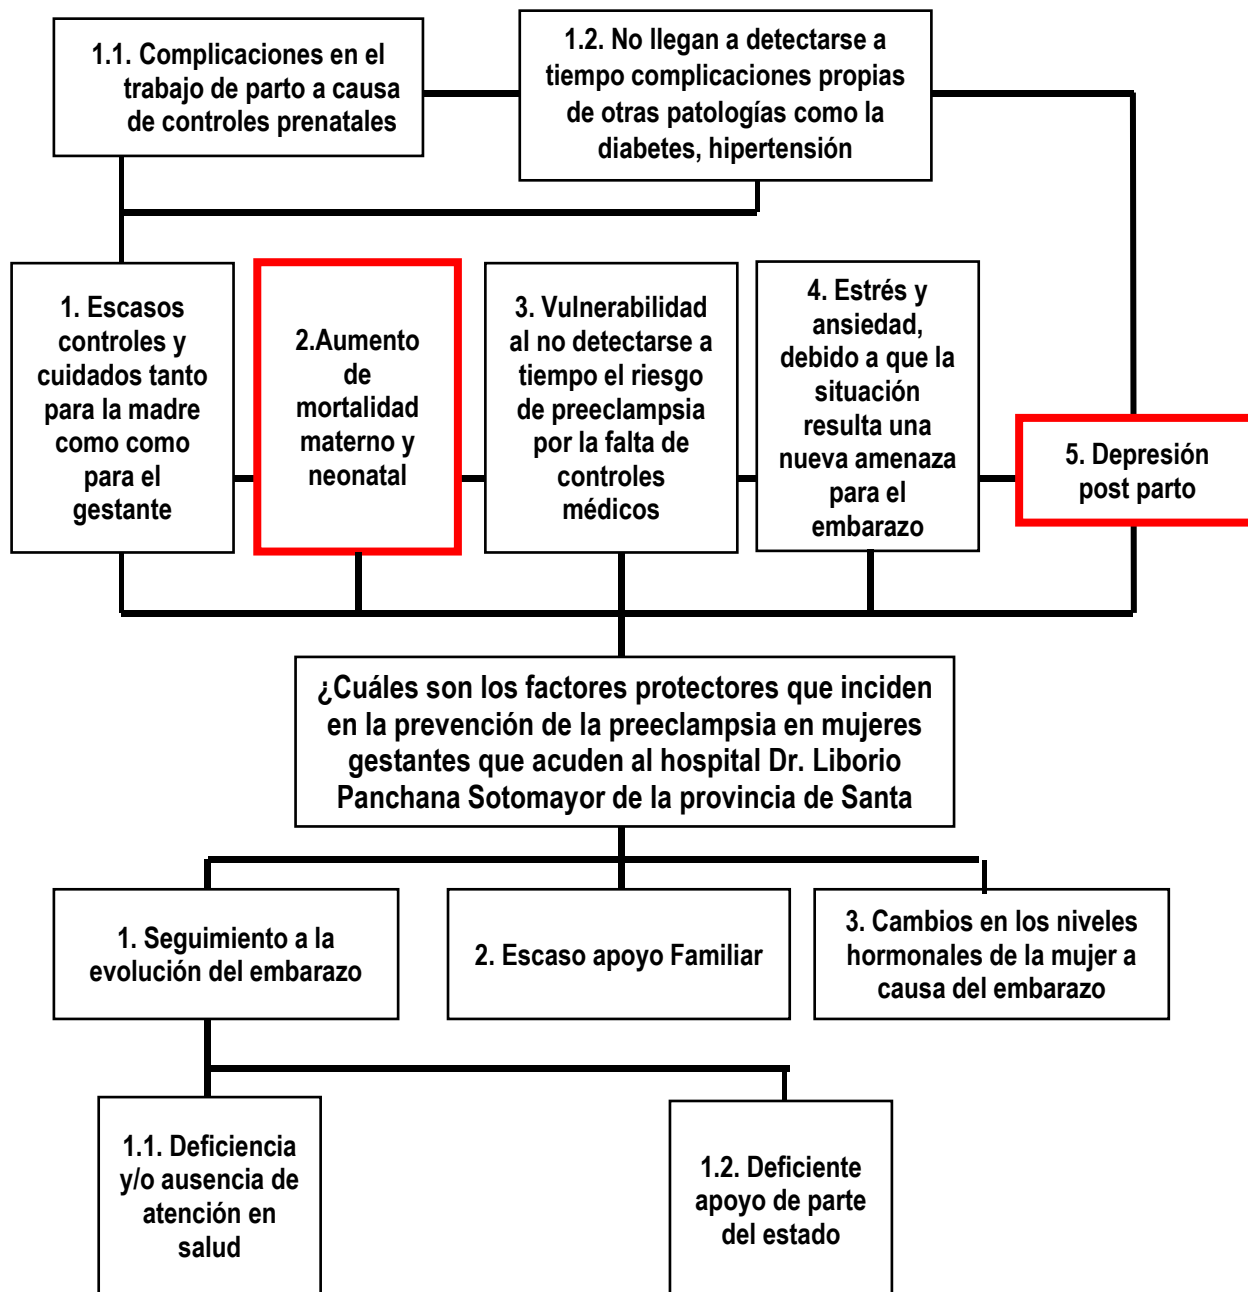 1.1. Complicaciones en el
trabajo de parto a causa
de controles prenatales
1.2. No llegan a detectarse a
tiempo complicaciones propias
de otras patologías como la
diabetes, hipertensión
1. Escasos
controles y
cuidados tanto
para la madre
como como
para el
gestante
2.Aumento
de
mortalidad
materno y
neonatal
3. Vulnerabilidad
al no detectarse a
tiempo el riesgo
de preeclampsia
por la falta de
controles
médicos
4. Estrés y
ansiedad,
debido a que la
situación
resulta una
nueva amenaza
para el
embarazo
5. Depresión
post parto
¿Cuáles son los factores protectores que inciden
en la prevención de la preeclampsia en mujeres
gestantes que acuden al hospital Dr. Liborio
Panchana Sotomayor de la provincia de Santa
1. Seguimiento a la
evolución del embarazo
2. Escaso apoyo Familiar
3. Cambios en los niveles
hormonales de la mujer a
causa del embarazo
1.1. Deficiencia
y/o ausencia de
atención en
salud
1.2. Deficiente
apoyo de parte
del estado